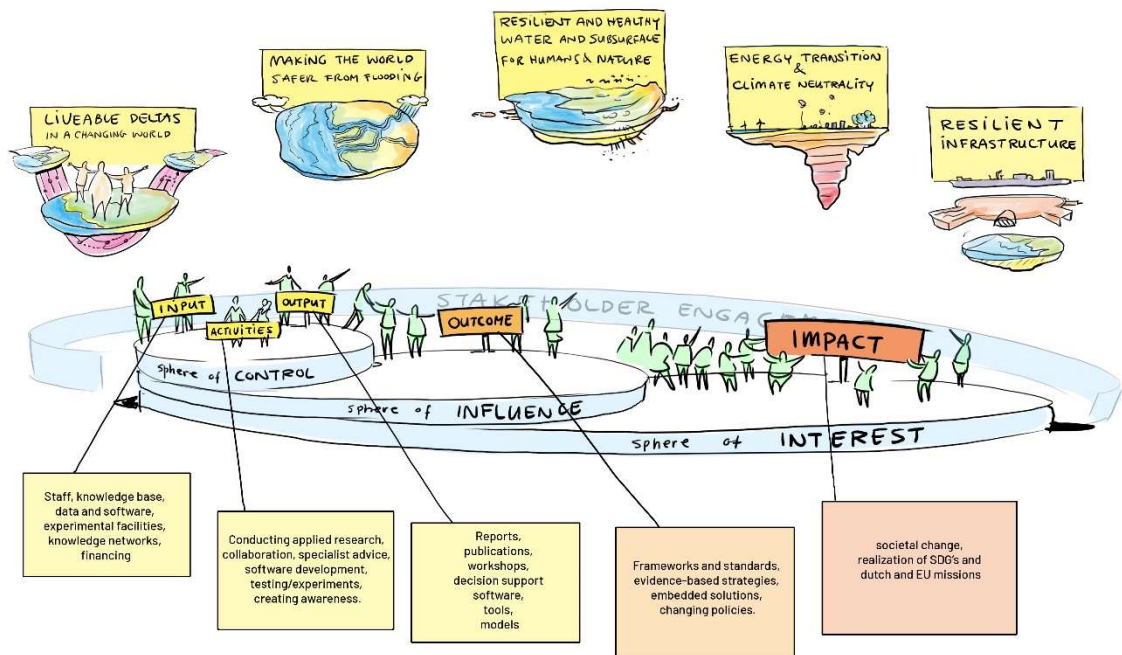 LIVEABLE DELTAS
IN A CHANGING WORLD
MAKING THE WORLD
SAFER FROM FLOODING
RESILIENT AND HEALTHY
WATER AND SUBSURFACE
FOR HUMANS & NATURE
ENERGY TRANSITION
&
CLIMATE NEUTRALITY
RESILIENT
INFRASTRUCTURE
STAKEHOLDER
INPUT
ACTIVITIES
OUTPUT
OUTCOME
IMPACT
sphere of CONTROL
sphere of INFLUENCE
sphere of INTEREST
Staff, knowledge base,
data and software,
experimental facilities,
knowledge networks,
financing
Conducting applied research,
collaboration, specialist advice,
software development,
testing/experiments,
creating awareness.
Reports,
publications,
workshops,
decision support
software,
tools,
models
Frameworks and standards,
evidence-based strategies,
embedded solutions,
changing policies.
societal change,
realization of SDG's and
dutch and EU missions